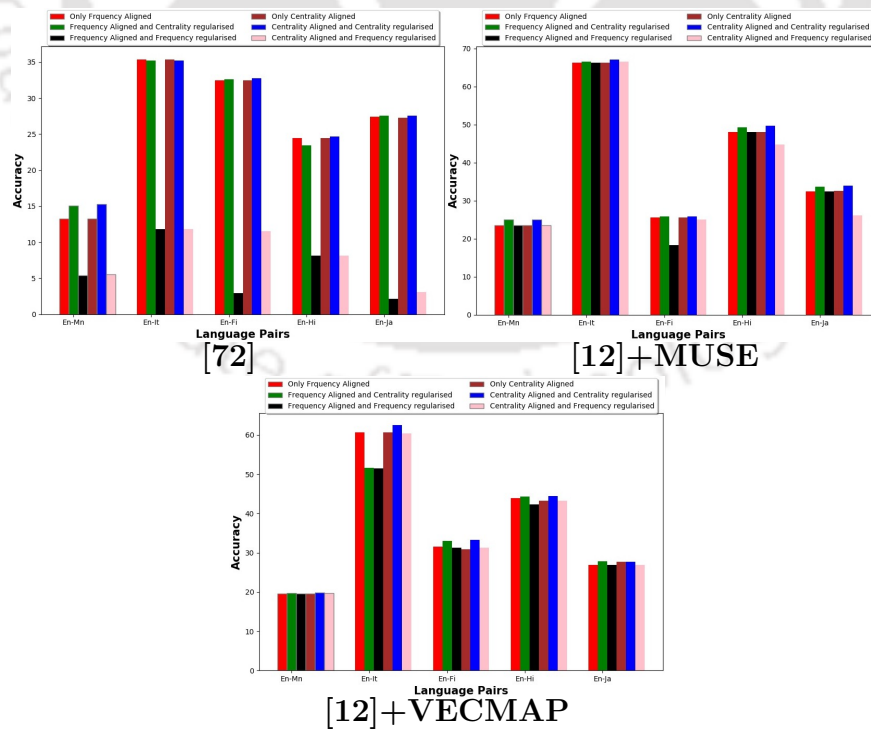 Only Frquency Aligned
Frequency Aligned and Centrality regularised
Frequency Aligned and Frequency regularised
Only Centrality Aligned
Centrality Aligned and Centrality regularised
Centrality Aligned and Frequency regularised
Accuracy
35
30
25
20
15
10
5
0
En-Mn En-It En-Fi En-Hi En-Ja
Language Pairs
[72]
Only Frquency Aligned
Frequency Aligned and Centrality regularised
Frequency Aligned and Frequency regularised
Only Centrality Aligned
Centrality Aligned and Centrality regularised
Centrality Aligned and Frequency regularised
Accuracy
70
60
50
40
30
20
10
0
En-Mn En-It En-Fi En-Hi En-Ja
Language Pairs
[12]+MUSE
Only Frquency Aligned
Frequency Aligned and Centrality regularised
Frequency Aligned and Frequency regularised
Only Centrality Aligned
Centrality Aligned and Centrality regularised
Centrality Aligned and Frequency regularised
Accuracy
60
50
40
30
20
10
0
En-Mn En-It En-Fi En-Hi En-Ja
Language Pairs
[12]+VECMAP